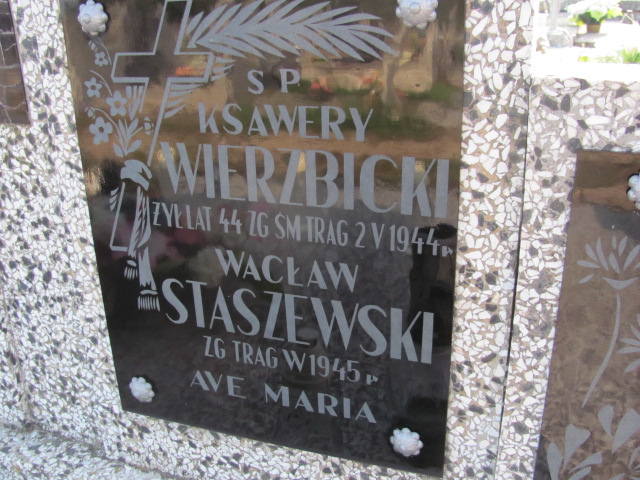 SP
KSAWERY
WIERZBICKI
ŻYŁ LAT 44 ZG ŚM TRAG 2 V 1944 R
WACŁAW
STASZEWSKI
ZG TRAG W 1945 R
AVE MARIA